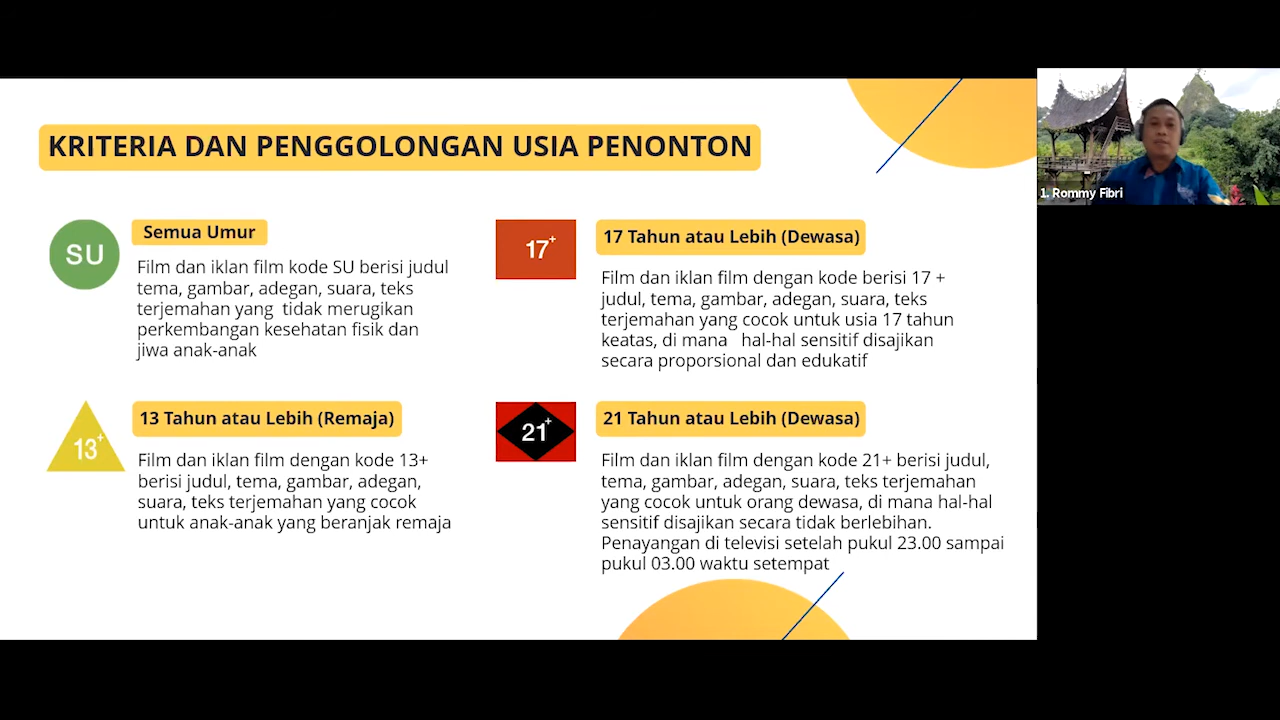 KRITERIA DAN PENGGOLONGAN USIA PENONTON
SU
Semua Umur
Film dan iklan film kode SU berisi judul
tema, gambar, adegan, suara, teks
terjemahan yang tidak merugikan
perkembangan kesehatan fisik dan
jiwa anak-anak
13+
13 Tahun atau Lebih (Remaja)
Film dan iklan film dengan kode 13+
berisi judul, tema, gambar, adegan,
suara, teks terjemahan yang cocok
untuk anak-anak yang beranjak remaja
17+
17 Tahun atau Lebih (Dewasa)
Film dan iklan film dengan kode berisi 17 +
judul, tema, gambar, adegan, suara, teks
terjemahan yang cocok untuk usia 17 tahun
keatas, di mana hal-hal sensitif disajikan
secara proporsional dan edukatif
21+
21 Tahun atau Lebih (Dewasa)
Film dan iklan film dengan kode 21+ berisi judul,
tema, gambar, adegan, suara, teks terjemahan
yang cocok untuk orang dewasa, di mana hal-hal
sensitif disajikan secara tidak berlebihan.
Penayangan di televisi setelah pukul 23.00 sampai
pukul 03.00 waktu setempat
1. Rommy Fibri